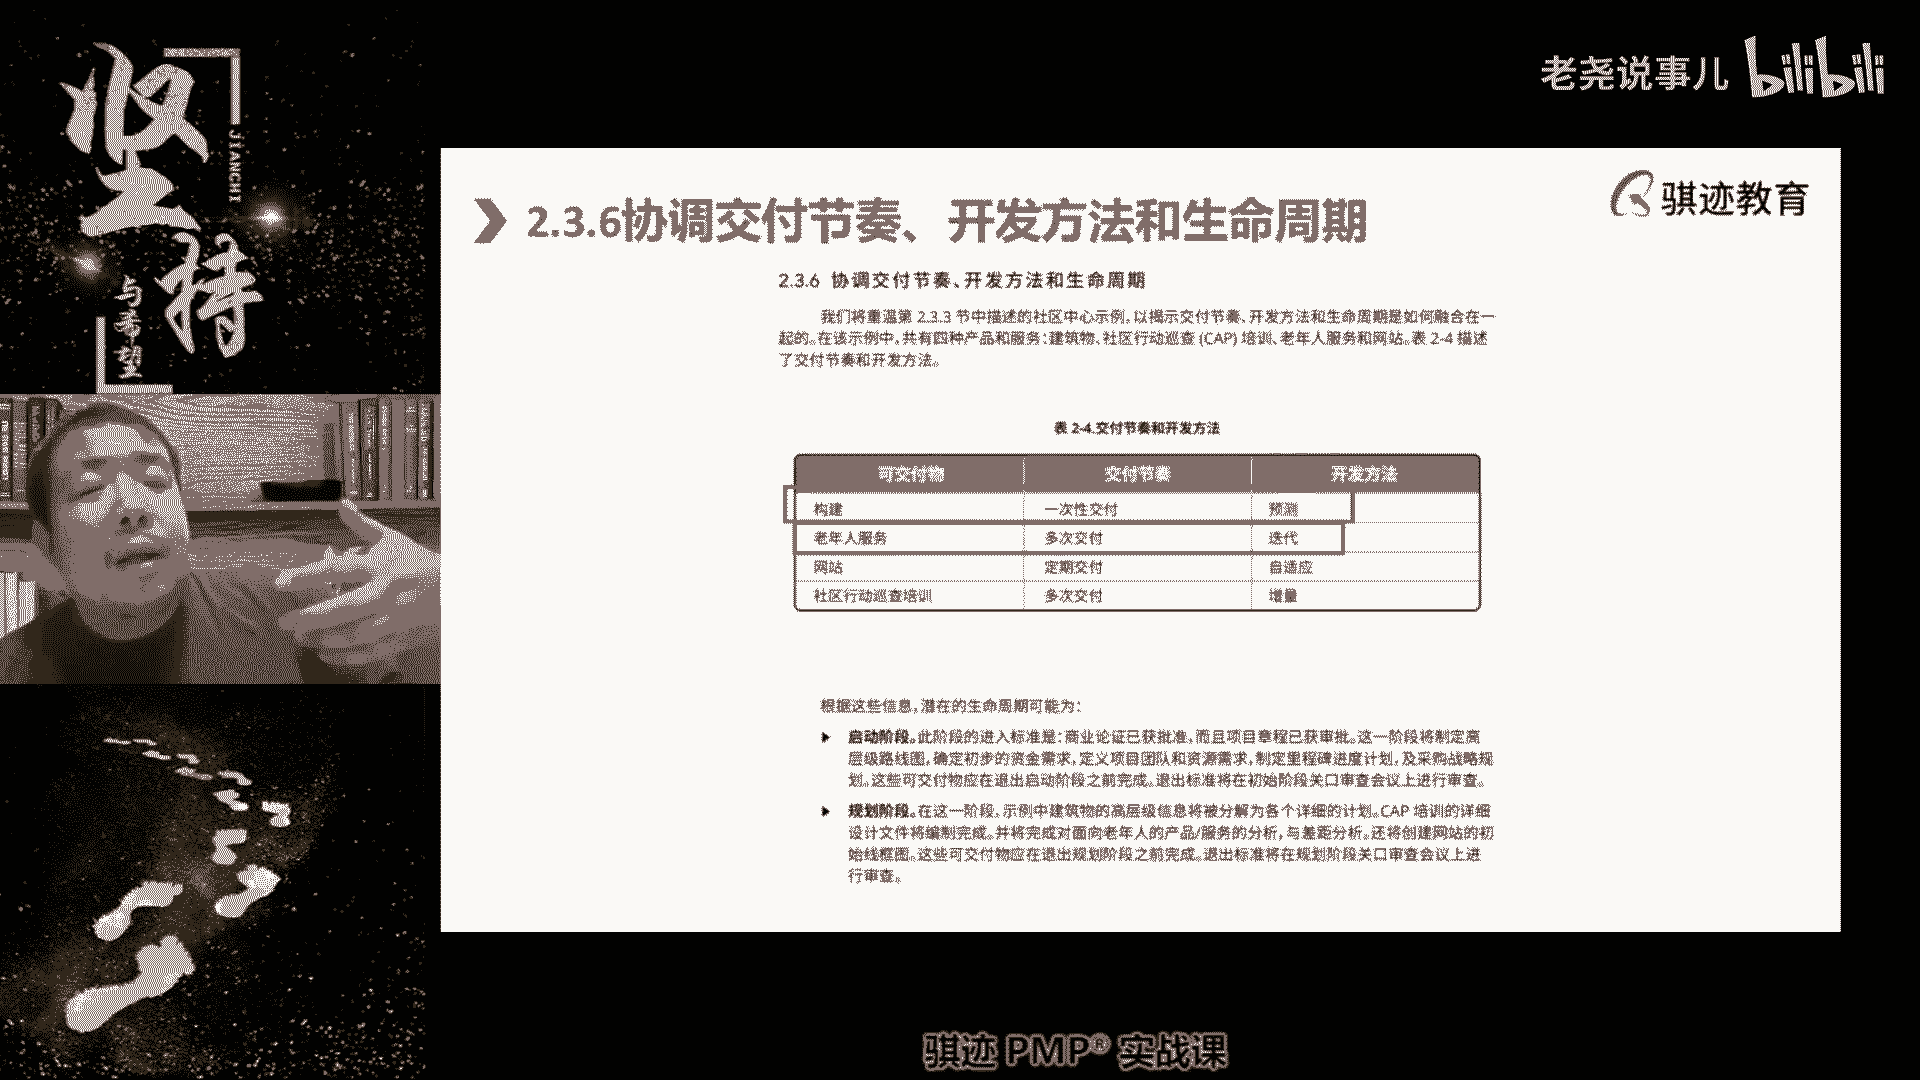 坚持
JIANCHI
与希望
老尧说事儿 bilibili
骐迹教育
2.3.6协调交付节奏、开发方法和生命周期
2.3.6 协调交付节奏、开发方法和生命周期
我们将重温第 2.3.3 节中描述的社区中心示例,以揭示交付节奏、开发方法和生命周期是如何融合在一
起的。在该示例中,共有四种产品和服务:建筑物、社区行动巡查 (CAP) 培训、老年人服务和网站。表 2-4 描述
了交付节奏和开发方法。
表 2-4.交付节奏和开发方法
可交付物 交付节奏 开发方法
构建 一次性交付 预测
老年人服务 多次交付 迭代
网站 定期交付 自适应
社区行动巡查培训 多次交付 增量
根据这些信息,潜在的生命周期可能为:
启动阶段。此阶段的进入标准是:商业论证已获批准,而且项目章程已获审批。这一阶段将制定高
层级路线图,确定初步的资金需求,定义项目团队和资源需求,制定里程碑进度计划,及采购战略规
划。这些可交付物应在退出启动阶段之前完成。退出标准将在初始阶段关口审查会议上进行审查。
规划阶段。在这一阶段,示例中建筑物的高层级信息将被分解为各个详细的计划。CAP 培训的详细
设计文件将编制完成。并将完成对面向老年人的产品/服务的分析,与差距分析。还将创建网站的初
始线框图。这些可交付物应在退出规划阶段之前完成。退出标准将在规划阶段关口审查会议上进
行审查。
骐迹 PMP® 实战课